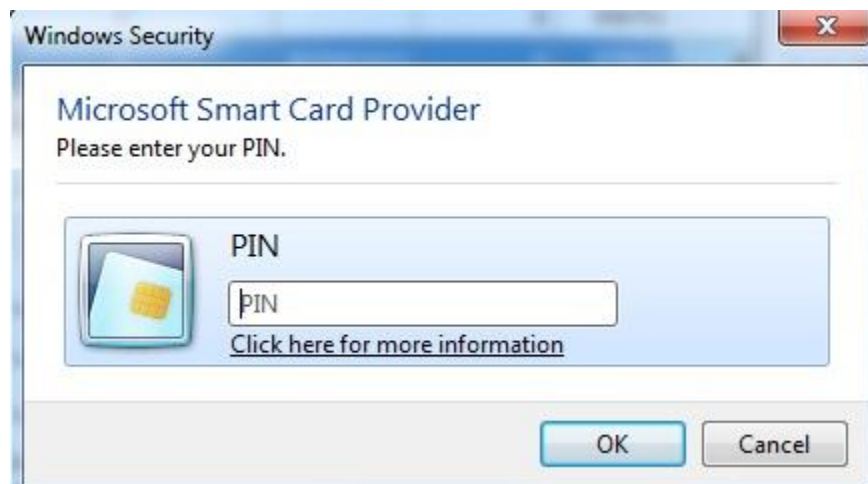 Windows Security
Microsoft Smart Card Provider
Please enter your PIN.
PIN
PIN
Click here for more information
OK
Cancel